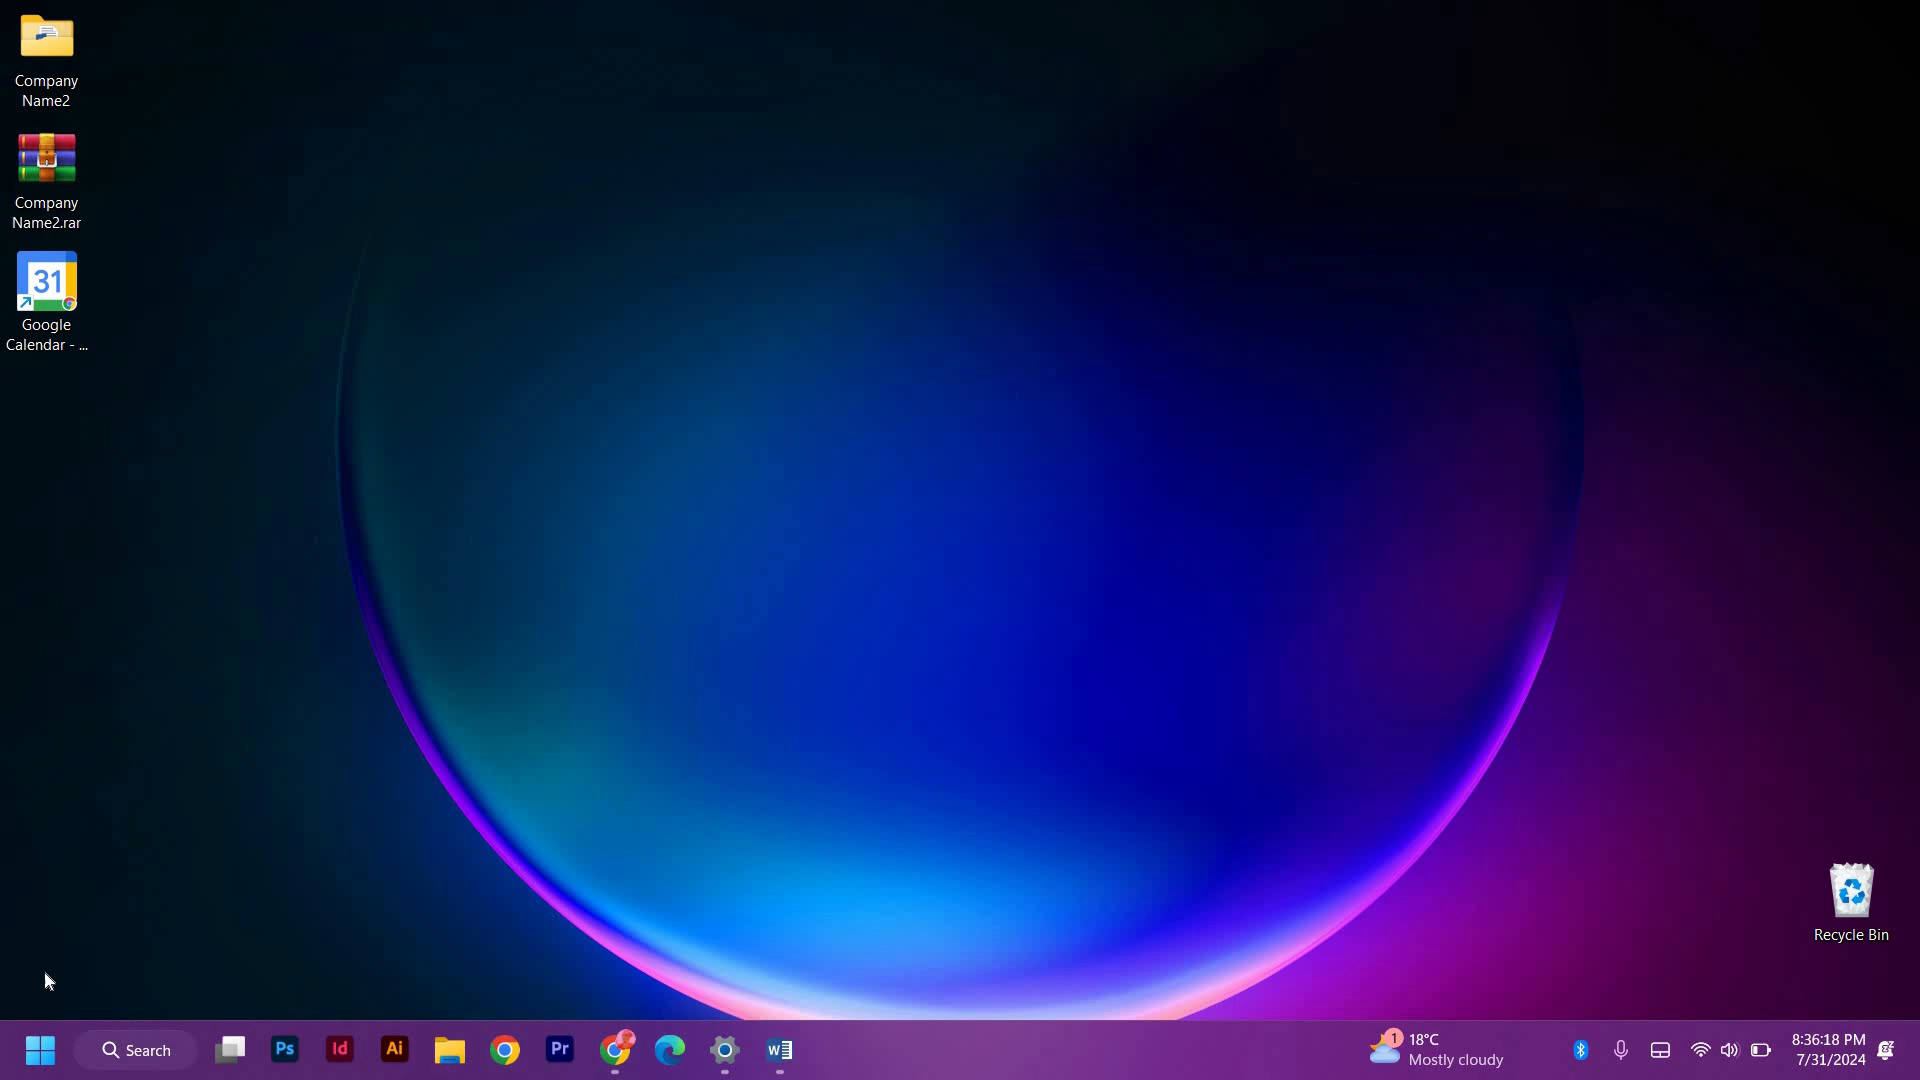 Company
Name2
Company
Name2.rar
31
Google
Calendar - ...
Recycle Bin
Search
Ps
Id
Ai
Pr
W
1
18°C
Mostly cloudy
8:36:18 PM
7/31/2024